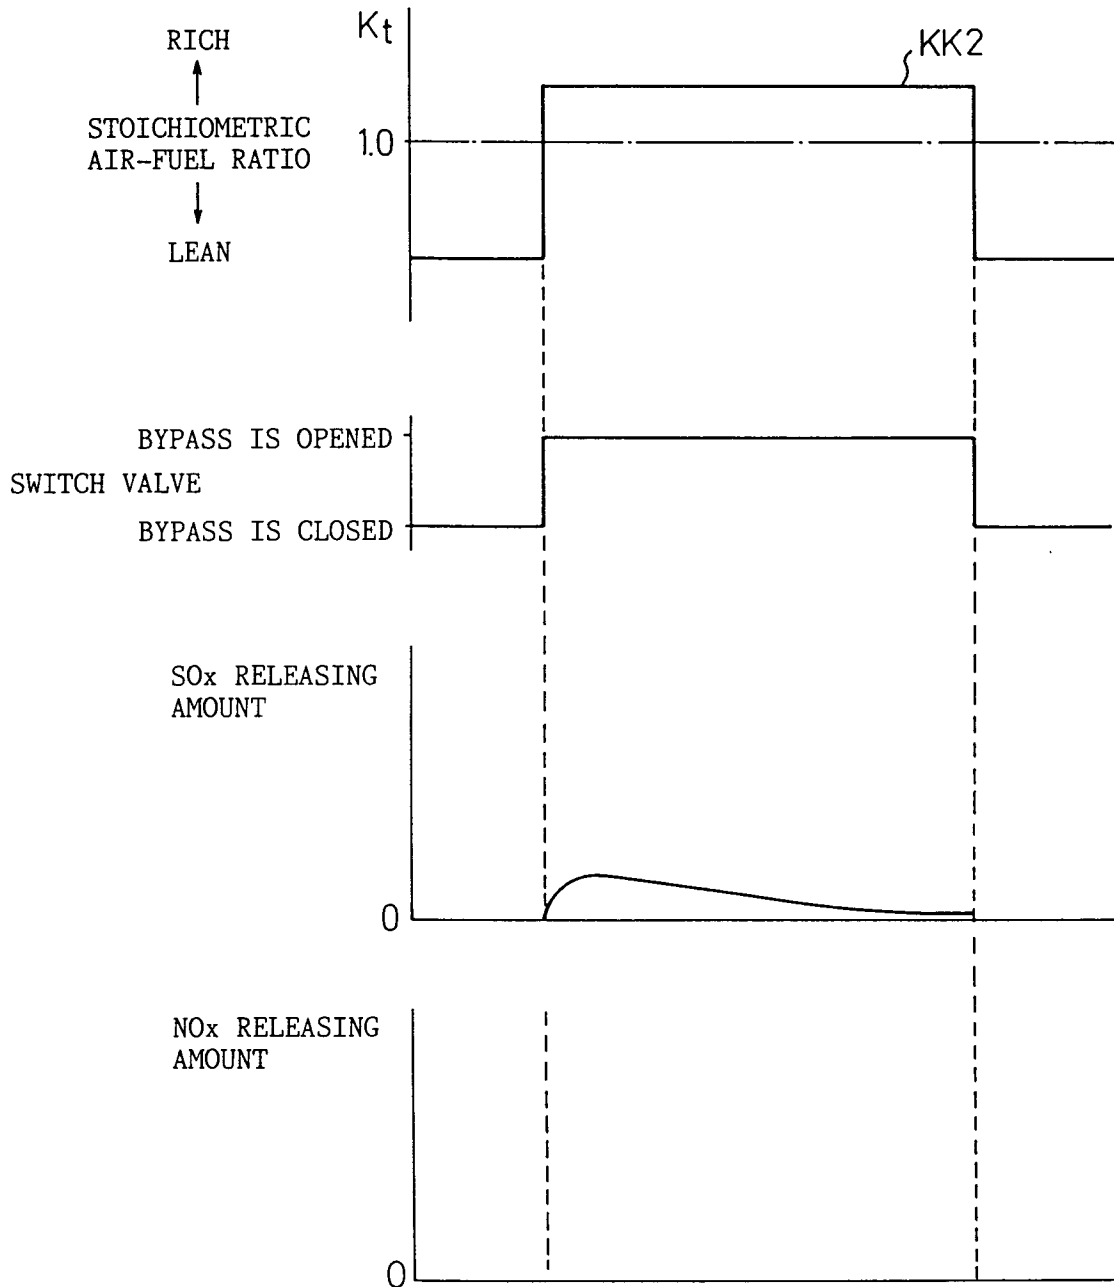 Kt
RICH
KK2
STOICHIOMETRIC
AIR-FUEL RATIO
1.0
LEAN
BYPASS IS OPENED
SWITCH VALVE
BYPASS IS CLOSED
SOx RELEASING
AMOUNT
0
NOx RELEASING
AMOUNT
0